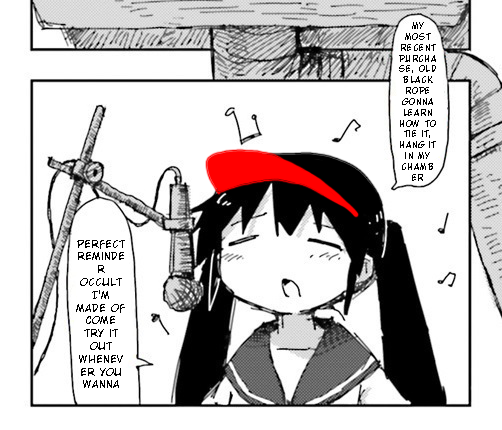 MY
MOST
RECENT
PURCHA
SE, OLD
BLACK
ROPE
GONNA
LEARN
HOW TO
TIE IT,
HANG IT
IN MY
CHAMB
ER
PERFECT
REMINDE
R
OCCULT
I'M
MADE OF
COME
TRY IT
OUT
WHENEV
ER YOU
WANNA